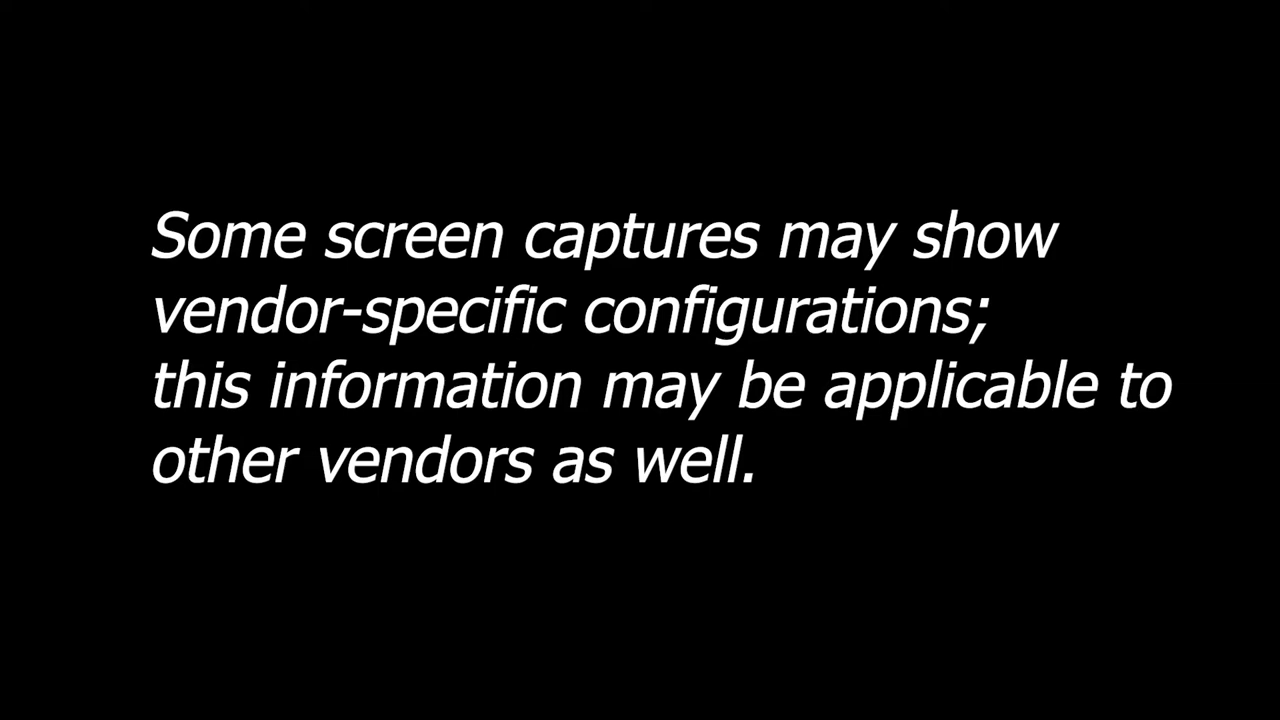 Some screen captures may show
vendor-specific configurations;
this information may be applicable to
other vendors as well.